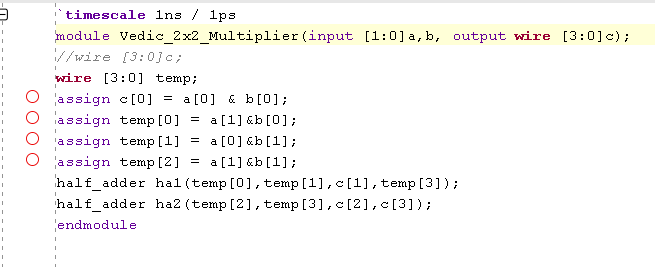 `timescale 1ns / 1ps
module Vedic_2x2_Multiplier(input [1:0]a,b, output wire [3:0]c);
//wire [3:0]c;
wire [3:0] temp;
assign c[0] = a[0] & b[0];
assign temp[0] = a[1]&b[0];
assign temp[1] = a[0]&b[1];
assign temp[2] = a[1]&b[1];
half_adder ha1(temp[0],temp[1],c[1],temp[3]);
half_adder ha2(temp[2],temp[3],c[2],c[3]);
endmodule